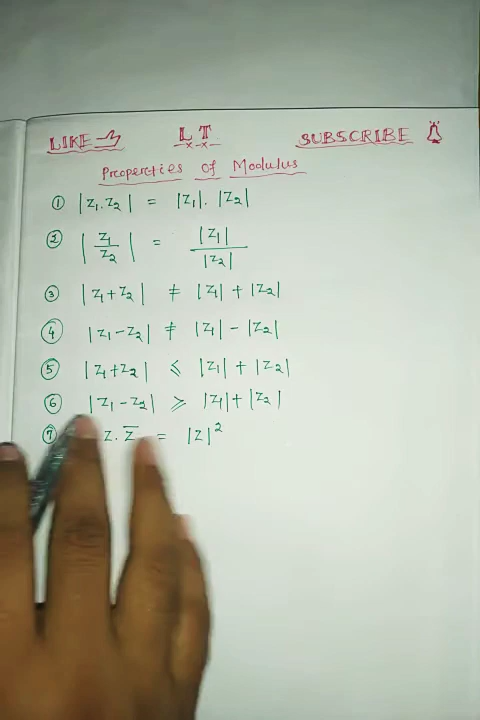 LIKE LT SUBSCRIBE
Properties of Modulus
① |z₁.z₂| = |z₁|.|z₂|
② |z₁/z₂| = |z₁|/|z₂|
③ |z₁+z₂| ≠ |z₁|+|z₂|
④ |z₁-z₂| ≠ |z₁|-|z₂|
⑤ |z₁+z₂| ≤ |z₁|+|z₂|
⑥ |z₁-z₂| ≥ |z₁|+|z₂|
⑦ z.z̅ = |z|²